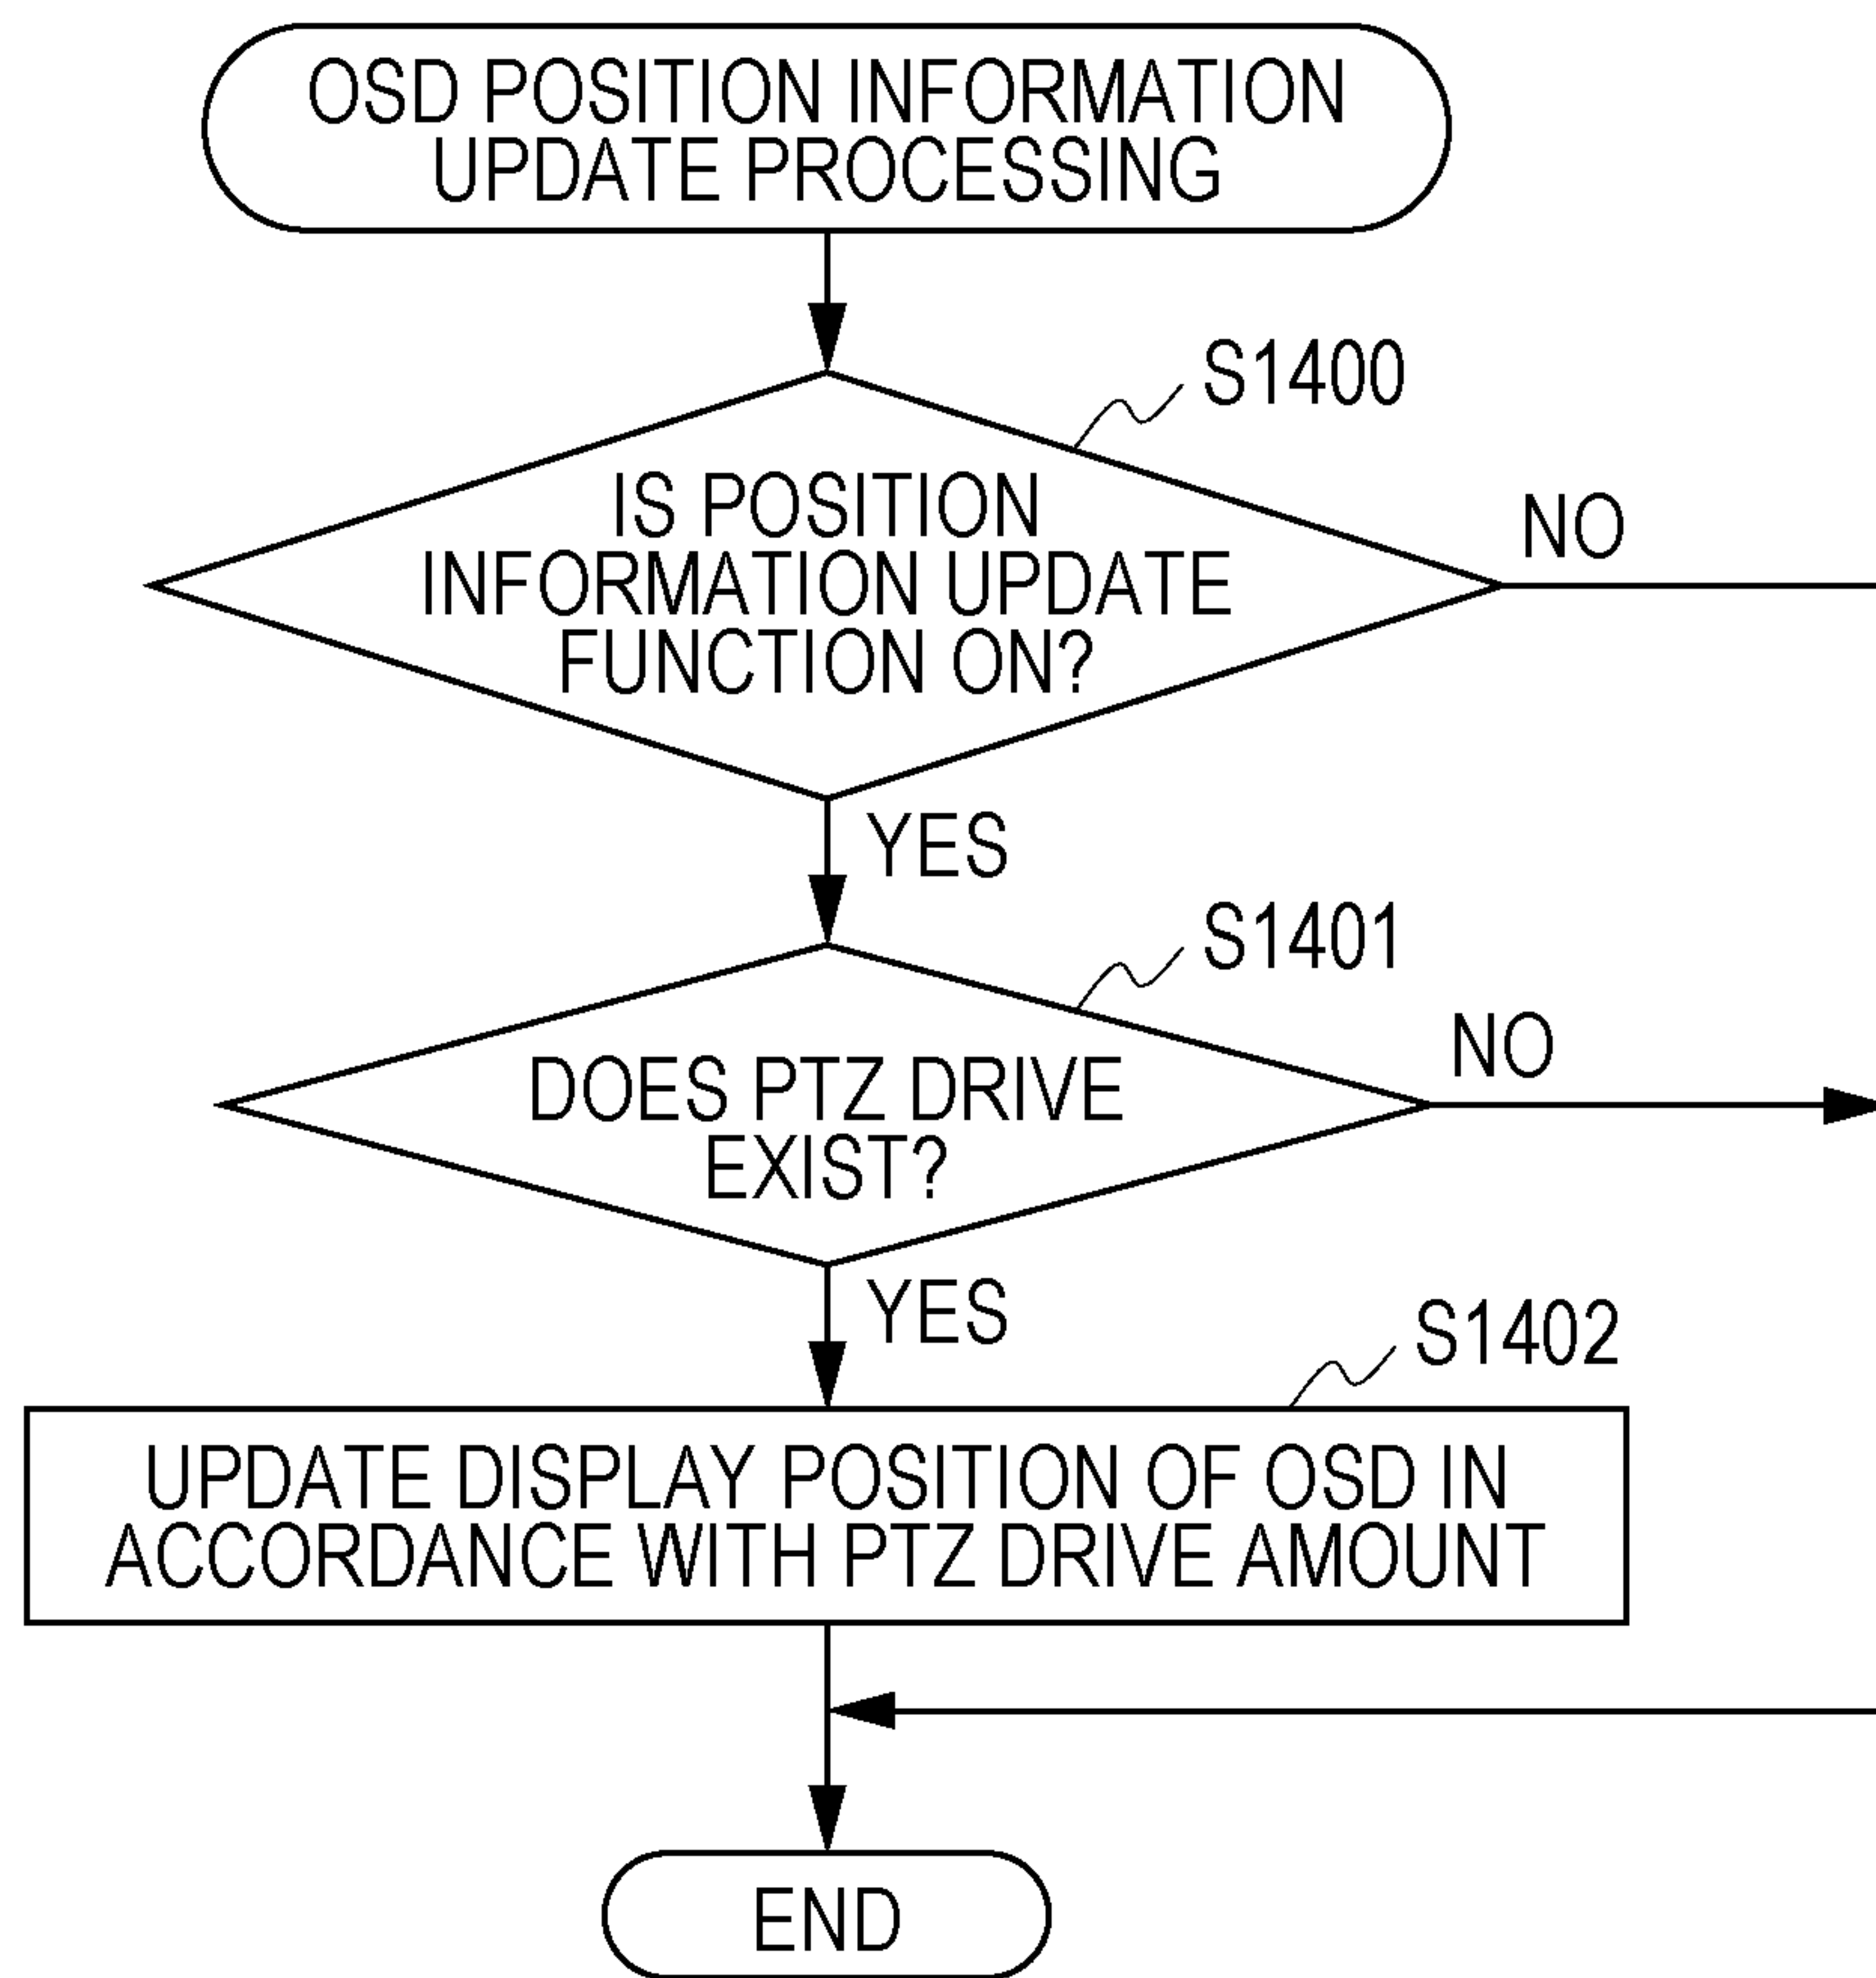 OSD POSITION INFORMATION
UPDATE PROCESSING
S1400
IS POSITION
INFORMATION UPDATE
FUNCTION ON?
NO
YES
S1401
DOES PTZ DRIVE
EXIST?
NO
YES
S1402
UPDATE DISPLAY POSITION OF OSD IN
ACCORDANCE WITH PTZ DRIVE AMOUNT
END